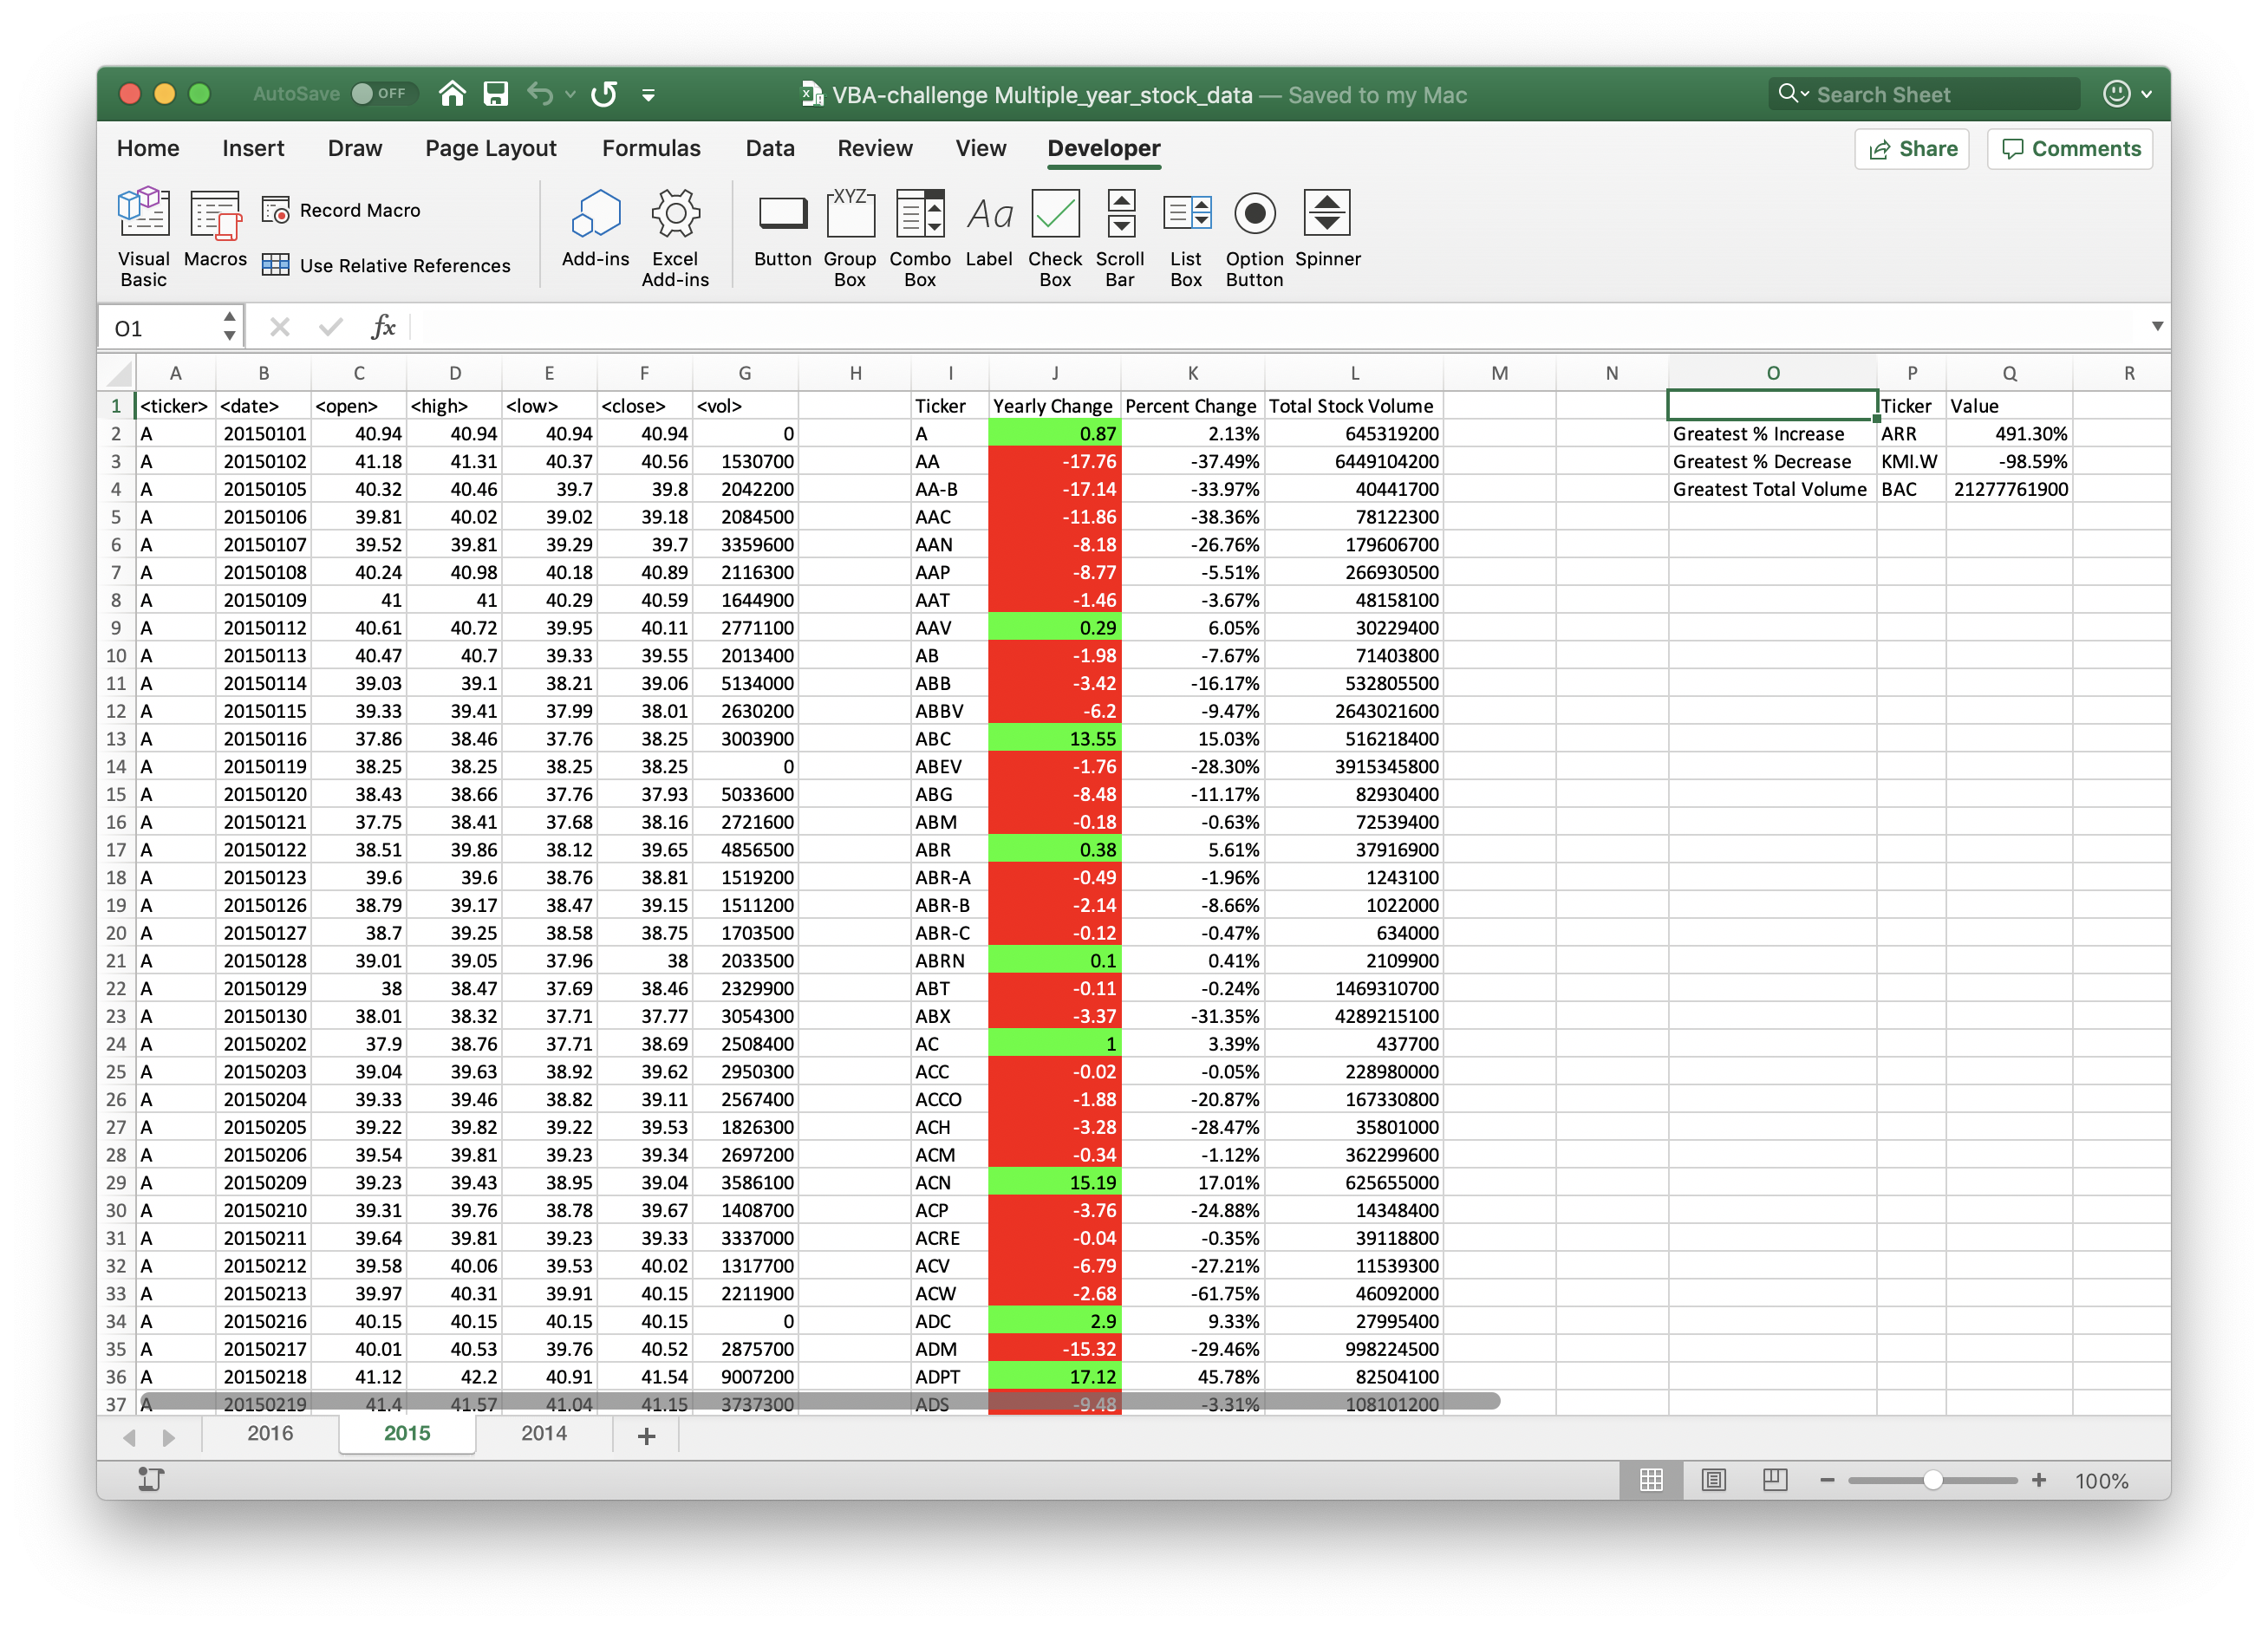 AutoSave OFF VBA-challenge Multiple_year_stock_data — Saved to my Mac Search Sheet
Home Insert Draw Page Layout Formulas Data Review View Developer Share Comments
Visual Basic Macros Record Macro Use Relative References Add-ins Excel Add-ins Button XYZ Group Box Combo Box Aa Label Check Box Scroll Bar List Box Option Button Spinner
O1 fx
A B C D E F G H I J K L M N O P Q R
1 <ticker> <date> <open> <high> <low> <close> <vol> Ticker Yearly Change Percent Change Total Stock Volume Ticker Value
2 A 20150101 40.94 40.94 40.94 40.94 0 A 0.87 2.13% 645319200 Greatest % Increase ARR 491.30%
3 A 20150102 41.18 41.31 40.37 40.56 1530700 AA -17.76 -37.49% 6449104200 Greatest % Decrease KMI.W -98.59%
4 A 20150105 40.32 40.46 39.7 39.8 2042200 AA-B -17.14 -33.97% 40441700 Greatest Total Volume BAC 21277761900
5 A 20150106 39.81 40.02 39.02 39.18 2084500 AAC -11.86 -38.36% 78122300
6 A 20150107 39.52 39.81 39.29 39.7 3359600 AAN -8.18 -26.76% 179606700
7 A 20150108 40.24 40.98 40.18 40.89 2116300 AAP -8.77 -5.51% 266930500
8 A 20150109 41 41 40.29 40.59 1644900 AAT -1.46 -3.67% 48158100
9 A 20150112 40.61 40.72 39.95 40.11 2771100 AAV 0.29 6.05% 30229400
10 A 20150113 40.47 40.7 39.33 39.55 2013400 AB -1.98 -7.67% 71403800
11 A 20150114 39.03 39.1 38.21 39.06 5134000 ABB -3.42 -16.17% 532805500
12 A 20150115 39.33 39.41 37.99 38.01 2630200 ABBV -6.2 -9.47% 2643021600
13 A 20150116 37.86 38.46 37.76 38.25 3003900 ABC 13.55 15.03% 516218400
14 A 20150119 38.25 38.25 38.25 38.25 0 ABEV -1.76 -28.30% 3915345800
15 A 20150120 38.43 38.66 37.76 37.93 5033600 ABG -8.48 -11.17% 82930400
16 A 20150121 37.75 38.41 37.68 38.16 2721600 ABM -0.18 -0.63% 72539400
17 A 20150122 38.51 39.86 38.12 39.65 4856500 ABR 0.38 5.61% 37916900
18 A 20150123 39.6 39.6 38.76 38.81 1519200 ABR-A -0.49 -1.96% 1243100
19 A 20150126 38.79 39.17 38.47 39.15 1511200 ABR-B -2.14 -8.66% 1022000
20 A 20150127 38.7 39.25 38.58 38.75 1703500 ABR-C -0.12 -0.47% 634000
21 A 20150128 39.01 39.05 37.96 38 2033500 ABRN 0.1 0.41% 2109900
22 A 20150129 38 38.47 37.69 38.46 2329900 ABT -0.11 -0.24% 1469310700
23 A 20150130 38.01 38.32 37.71 37.77 3054300 ABX -3.37 -31.35% 4289215100
24 A 20150202 37.9 38.76 37.71 38.69 2508400 AC 1 3.39% 437700
25 A 20150203 39.04 39.63 38.92 39.62 2950300 ACC -0.02 -0.05% 228980000
26 A 20150204 39.33 39.46 38.82 39.11 2567400 ACCO -1.88 -20.87% 167330800
27 A 20150205 39.22 39.82 39.22 39.53 1826300 ACH -3.28 -28.47% 35801000
28 A 20150206 39.54 39.81 39.23 39.34 2697200 ACM -0.34 -1.12% 362299600
29 A 20150209 39.23 39.43 38.95 39.04 3586100 ACN 15.19 17.01% 625655000
30 A 20150210 39.31 39.76 38.78 39.67 1408700 ACP -3.76 -24.88% 14348400
31 A 20150211 39.64 39.81 39.23 39.33 3337000 ACRE -0.04 -0.35% 39118800
32 A 20150212 39.58 40.06 39.53 40.02 1317700 ACV -6.79 -27.21% 11539300
33 A 20150213 39.97 40.31 39.91 40.15 2211900 ACW -2.68 -61.75% 46092000
34 A 20150216 40.15 40.15 40.15 40.15 0 ADC 2.9 9.33% 27995400
35 A 20150217 40.01 40.53 39.76 40.52 2875700 ADM -15.32 -29.46% 998224500
36 A 20150218 41.12 42.2 40.91 41.54 9007200 ADPT 17.12 45.78% 82504100
37 A 20150219 41.4 41.57 41.04 41.15 3737300 ADS -9.48 -3.31% 108101200
2016 2015 2014
100%